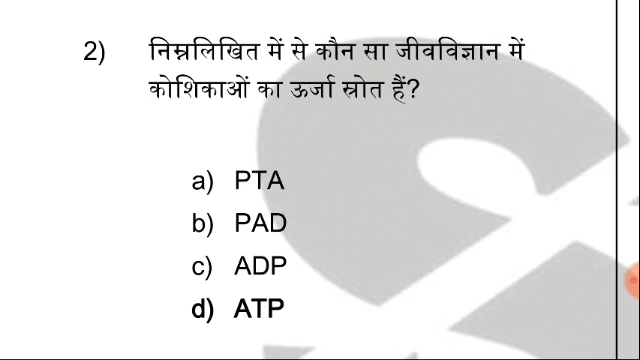 2) निम्नलिखित में से कौन सा जीवविज्ञान में
कोशिकाओं का ऊर्जा स्रोत हैं?
a) PTA
b) PAD
c) ADP
d) ATP